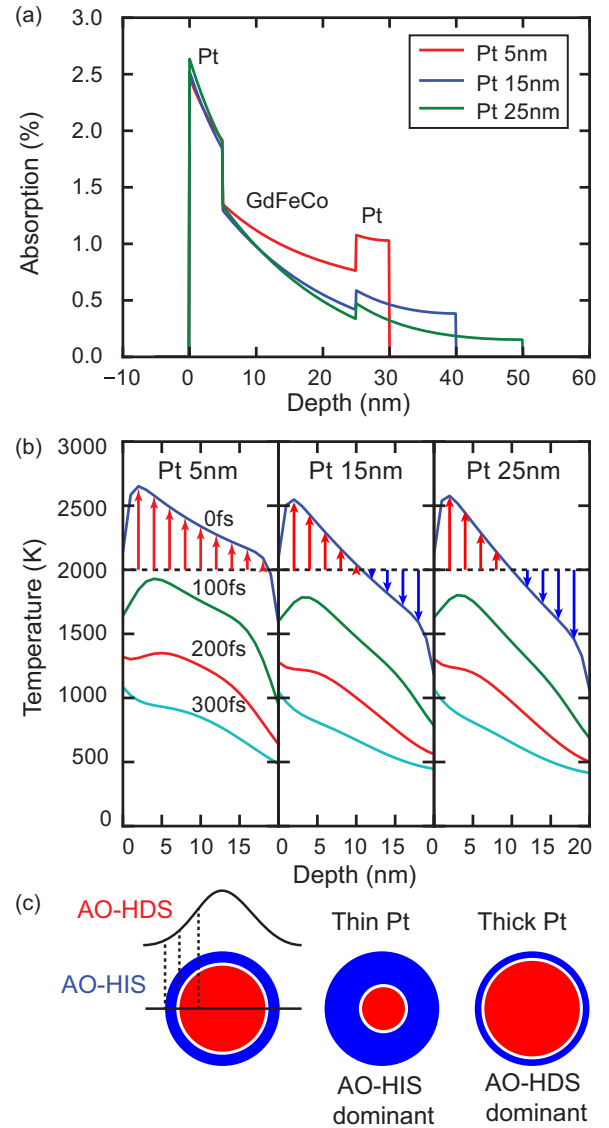 (a)
3.0
2.5
2.0
1.5
1.0
0.5
0.0
Absorption (%)
Pt
GdFeCo
Pt
Pt 5nm
Pt 15nm
Pt 25nm
−10 0 10 20 30 40 50 60
Depth (nm)
(b)
3000
2500
2000
1500
1000
500
0
Temperature (K)
Pt 5nm Pt 15nm Pt 25nm
0fs
100fs
200fs
300fs
0 5 10 15 0 5 10 15 0 5 10 15 20
Depth (nm)
(c)
AO-HDS
AO-HIS
Thin Pt
Thick Pt
AO-HIS
dominant
AO-HDS
dominant